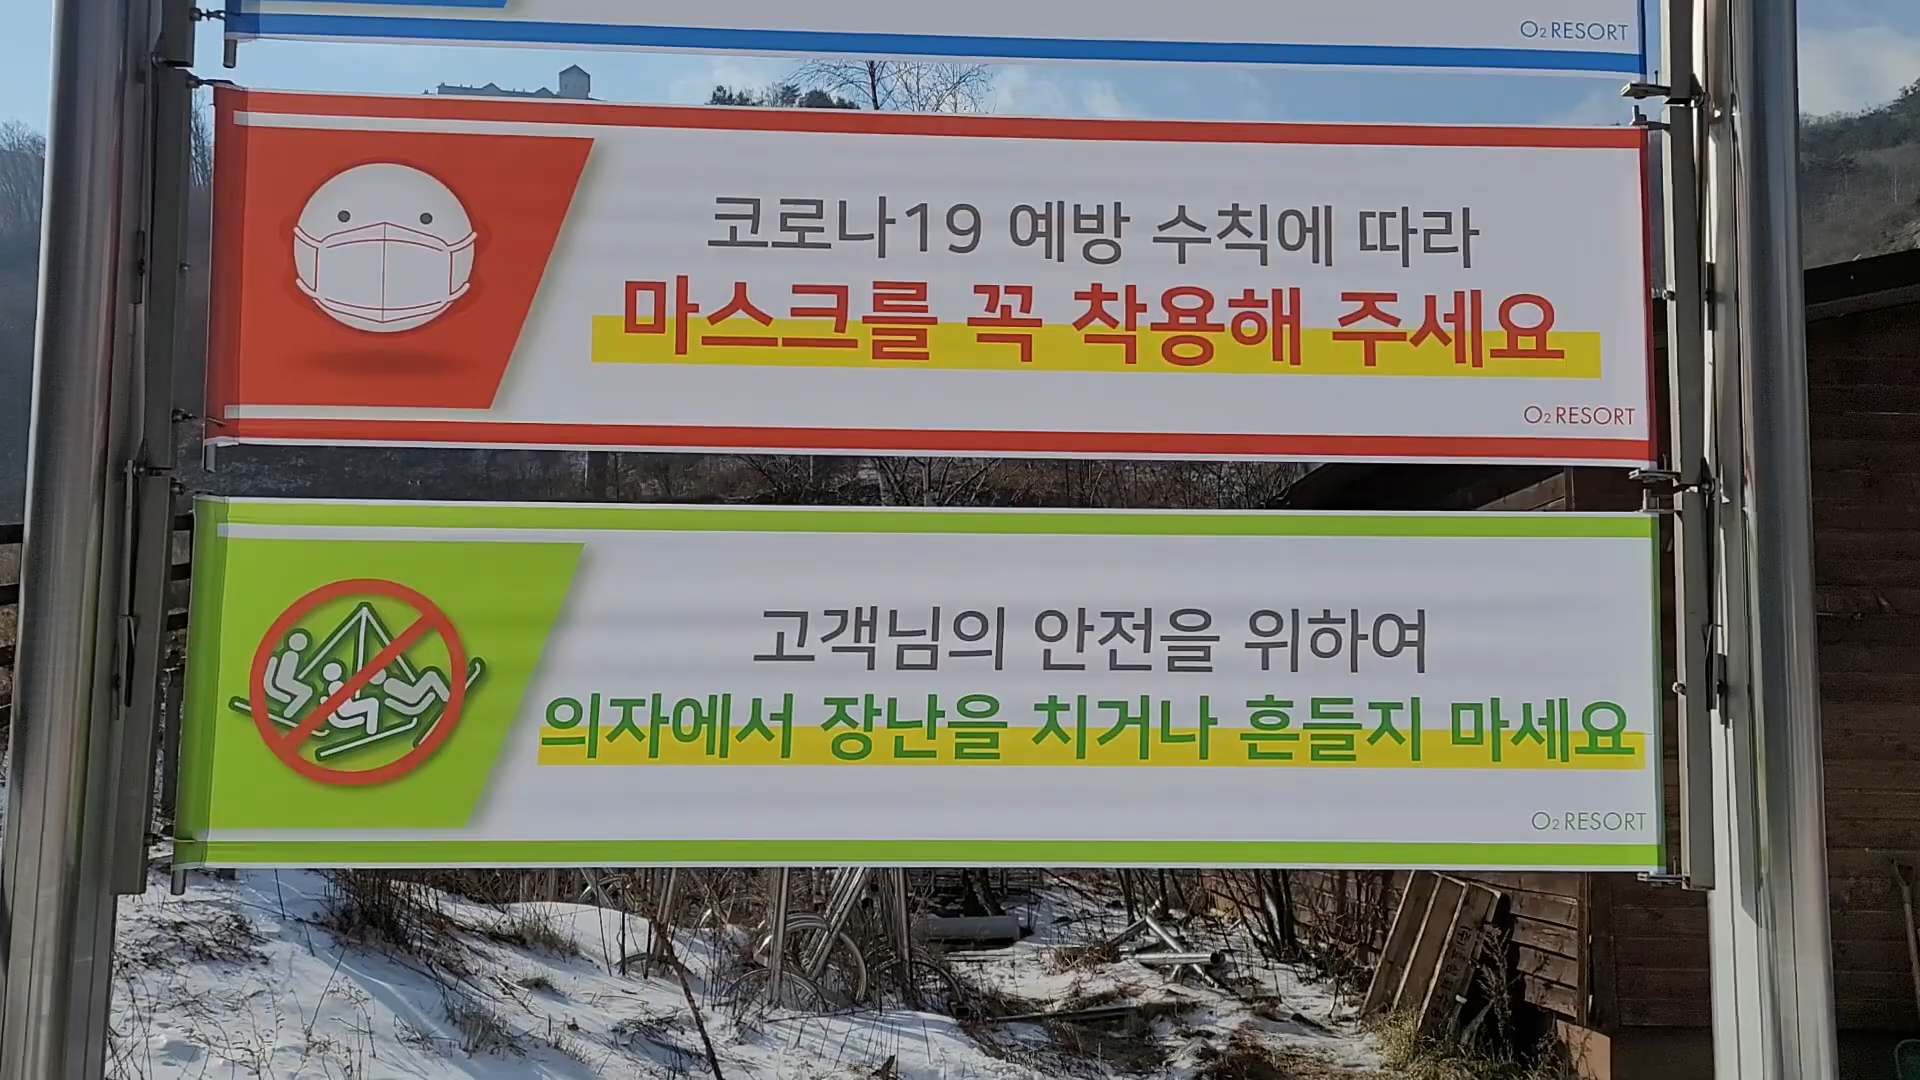 O2 RESORT
코로나19 예방 수칙에 따라
마스크를 꼭 착용해 주세요
O2 RESORT
고객님의 안전을 위하여
의자에서 장난을 치거나 흔들지 마세요
O2 RESORT